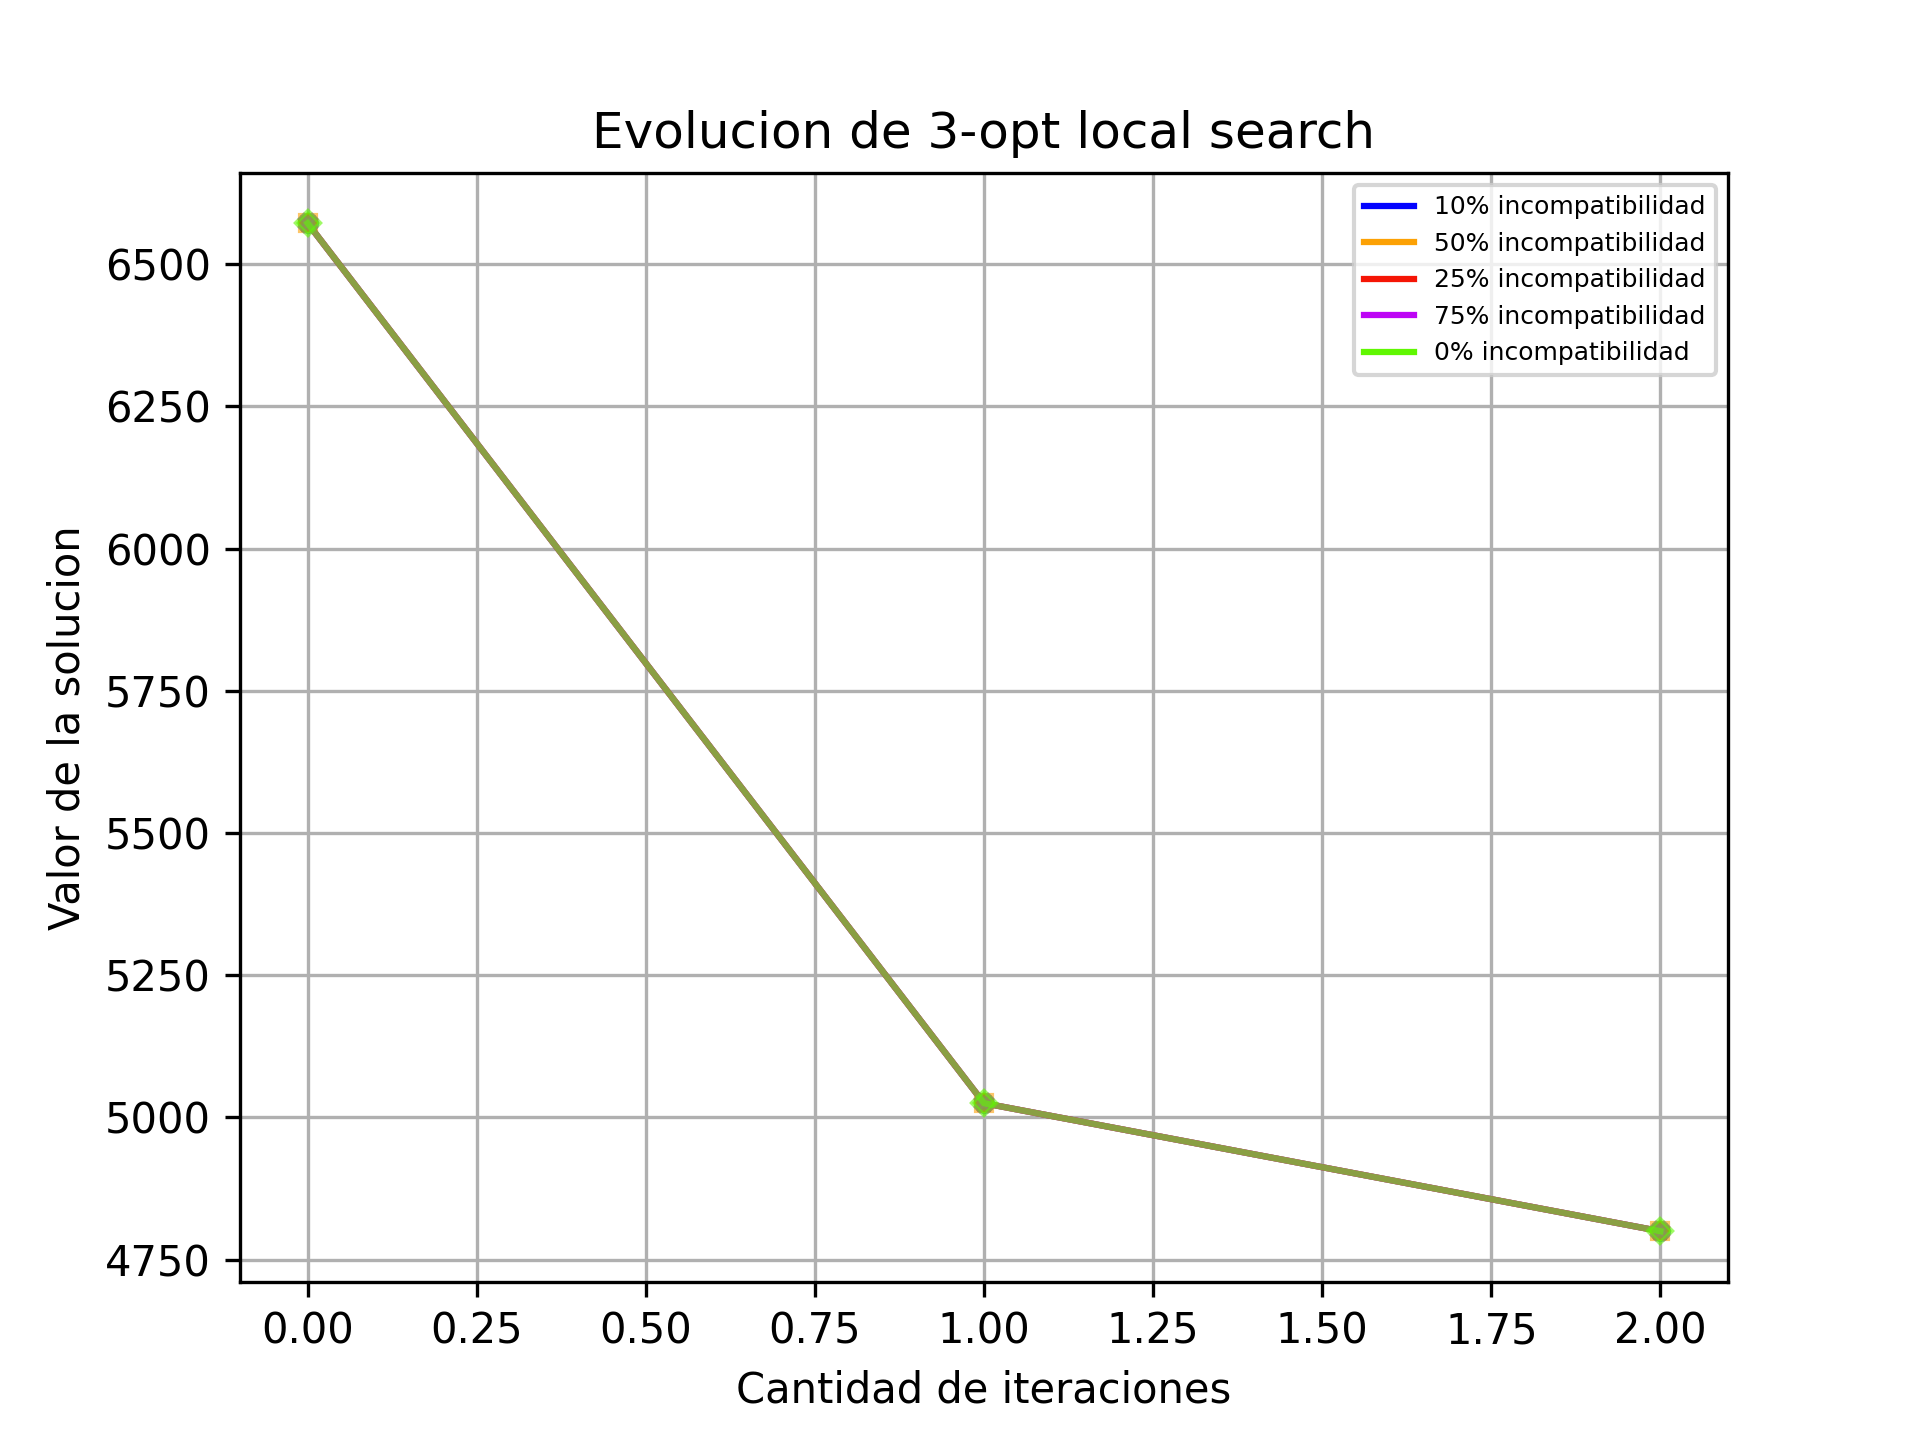 Evolucion de 3-opt local search
10% incompatibilidad
50% incompatibilidad
25% incompatibilidad
75% incompatibilidad
0% incompatibilidad
Valor de la solucion
6500
6250
6000
5750
5500
5250
5000
4750
0.00 0.25 0.50 0.75 1.00 1.25 1.50 1.75 2.00
Cantidad de iteraciones